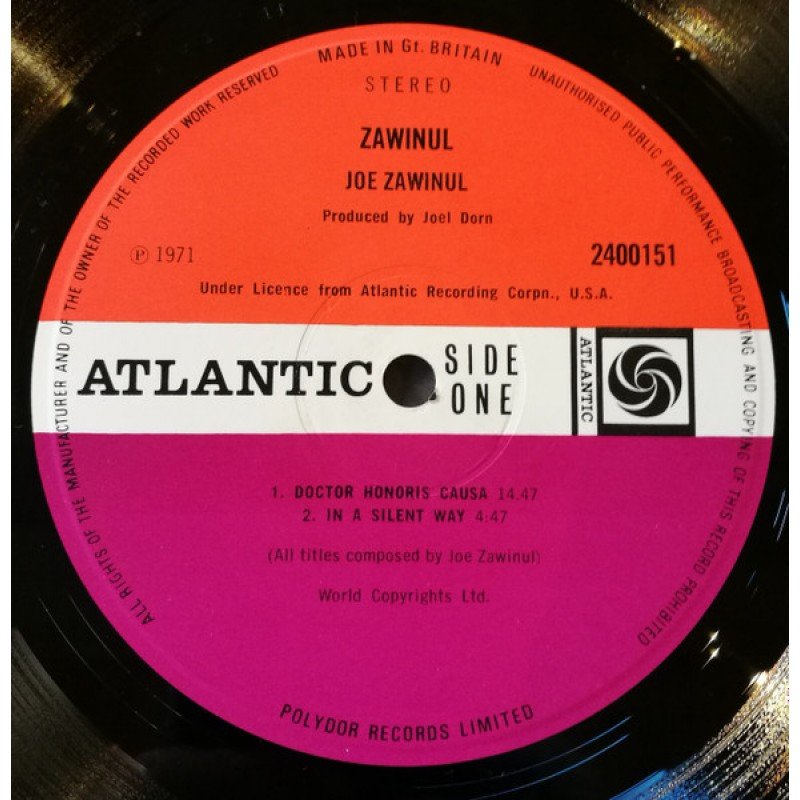 MADE IN Gt. BRITAIN
STEREO
ZAWINUL
JOE ZAWINUL
Produced by Joel Dorn
℗ 1971
2400151
Under Licence from Atlantic Recording Corpn., U.S.A.
ATLANTIC
SIDE
ONE
ATLANTIC
1. DOCTOR HONORIS CAUSA 14.47
2. IN A SILENT WAY 4:47
(All titles composed by Joe Zawinul)
World Copyrights Ltd.
POLYDOR RECORDS LIMITED
ALL RIGHTS OF THE MANUFACTURER AND OF THE OWNER OF THE RECORDED WORK RESERVED
UNAUTHORISED PUBLIC PERFORMANCE BROADCASTING AND COPYING OF THIS RECORD PROHIBITED